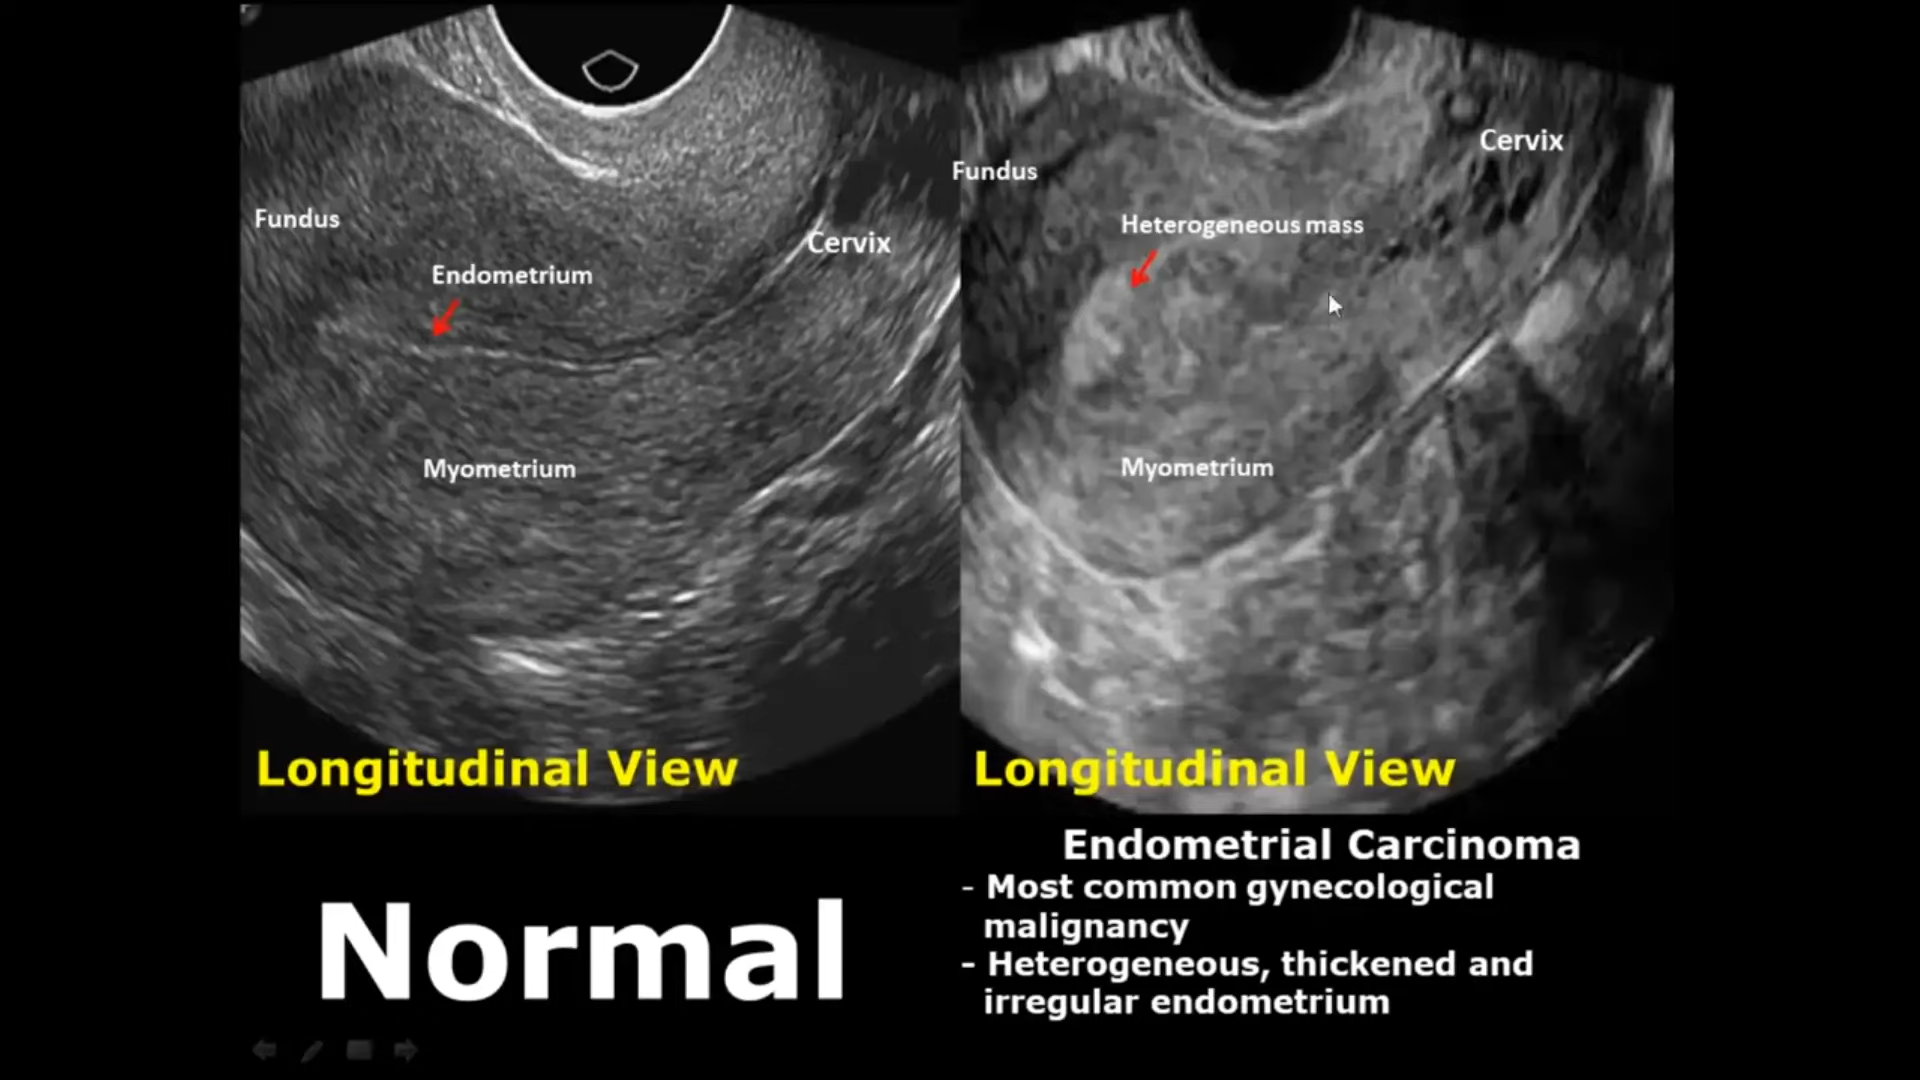 Fundus
Endometrium
Cervix
Myometrium
Longitudinal View
Normal
Fundus
Cervix
Heterogeneous mass
Myometrium
Longitudinal View
Endometrial Carcinoma
- Most common gynecological
malignancy
- Heterogeneous, thickened and
irregular endometrium